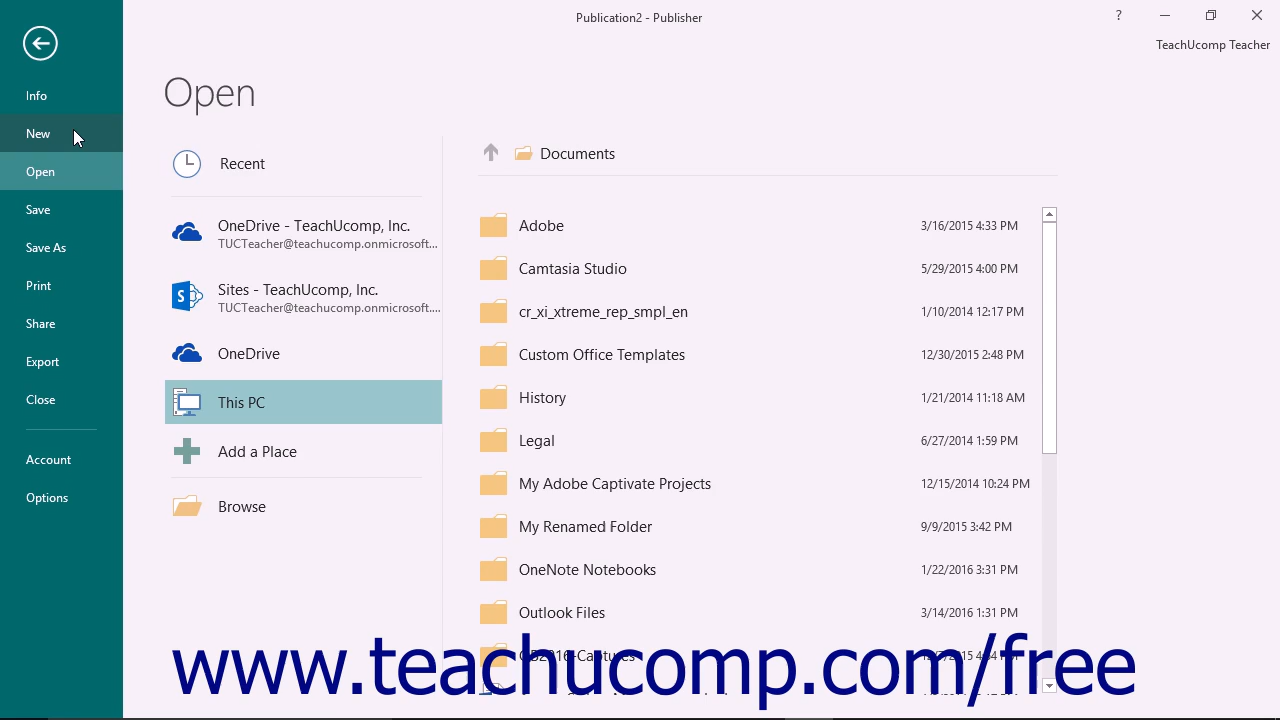 Publication2 - Publisher
?
TeachUcomp Teacher
Info
New
Open
Save
Save As
Print
Share
Export
Close
Account
Options
Open
Recent
OneDrive - TeachUcomp, Inc.
TUCTeacher@teachucomp.onmicrosoft...
Sites - TeachUcomp, Inc.
TUCTeacher@teachucomp.onmicrosoft....
OneDrive
This PC
Add a Place
Browse
Documents
Adobe 3/16/2015 4:33 PM
Camtasia Studio 5/29/2015 4:00 PM
cr_xi_xtreme_rep_smpl_en 1/10/2014 12:17 PM
Custom Office Templates 12/30/2015 2:48 PM
History 1/21/2014 11:18 AM
Legal 6/27/2014 1:59 PM
My Adobe Captivate Projects 12/15/2014 10:24 PM
My Renamed Folder 9/9/2015 3:42 PM
OneNote Notebooks 1/22/2016 3:31 PM
Outlook Files 3/14/2016 1:31 PM
www.teachucomp.com/free